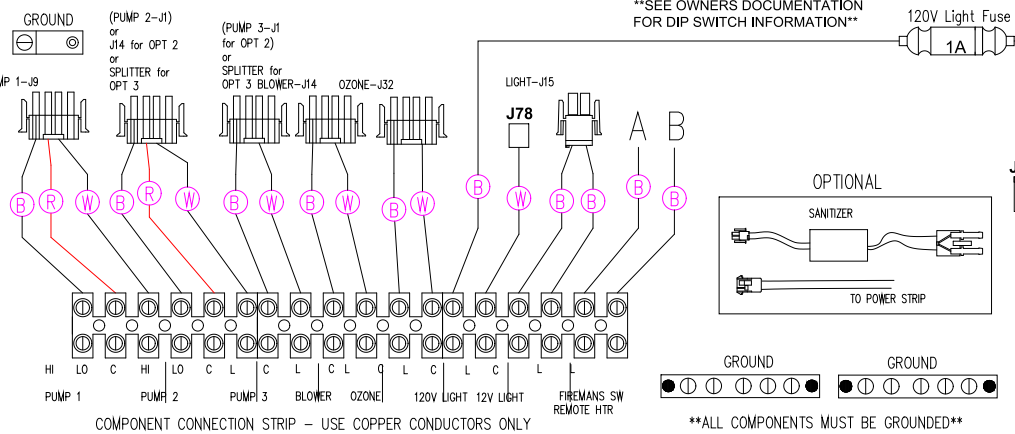 **SEE OWNERS DOCUMENTATION
FOR DIP SWITCH INFORMATION**
GROUND
(PUMP 2-J1)
or
J14 for OPT 2
or
SPLITTER for
OPT 3
(PUMP 3-J1
for OPT 2)
or
SPLITTER for
OPT 3 BLOWER-J14
OZONE-J32
MP 1-J9
LIGHT-J15
J78
120V Light Fuse
1A
A B
J
B R W B R W B W B W B W B W B B B B
OPTIONAL
SANITIZER
TO POWER STRIP
HI LO C HI LO C L C L C L C L C L L
PUMP 1 PUMP 2 PUMP 3 BLOWER OZONE 120V LIGHT 12V LIGHT FIREMANS SW
REMOTE HTR
COMPONENT CONNECTION STRIP – USE COPPER CONDUCTORS ONLY
GROUND GROUND
**ALL COMPONENTS MUST BE GROUNDED**